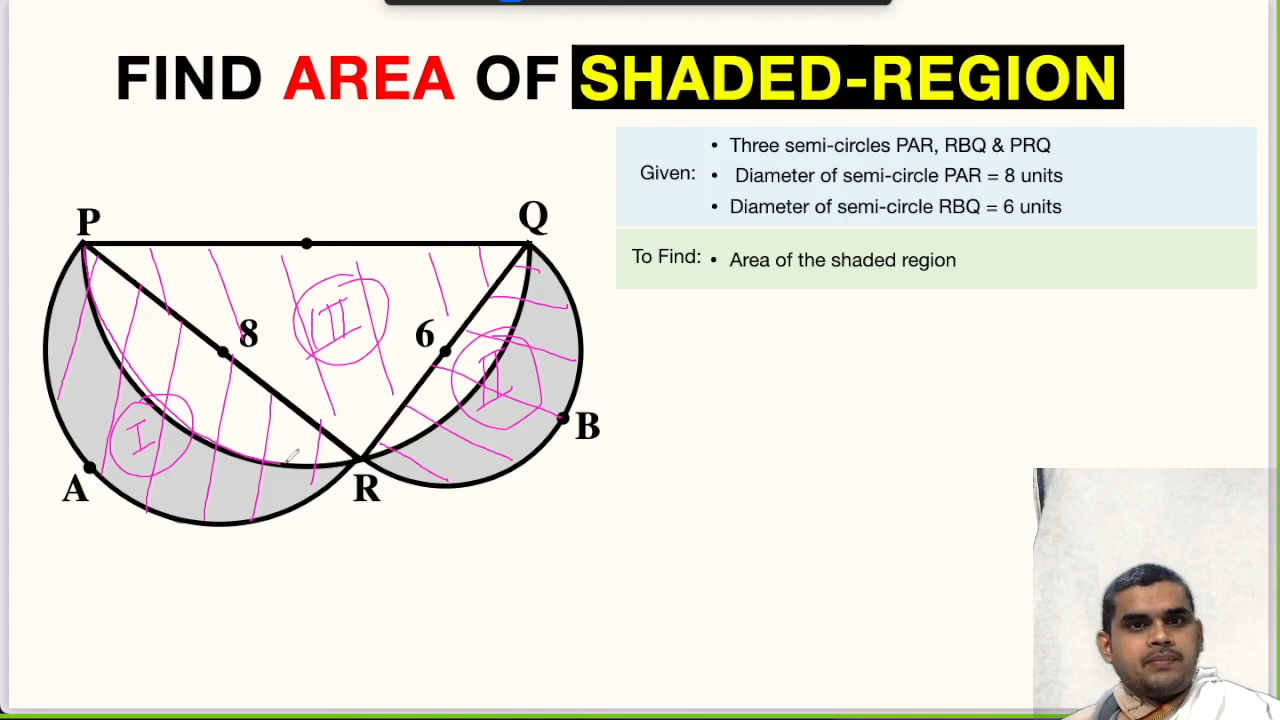 FIND AREA OF SHADED-REGION
Given:
• Three semi-circles PAR, RBQ & PRQ
• Diameter of semi-circle PAR = 8 units
• Diameter of semi-circle RBQ = 6 units
To Find: • Area of the shaded region
P
Q
8
6
II
II
I
A
R
B